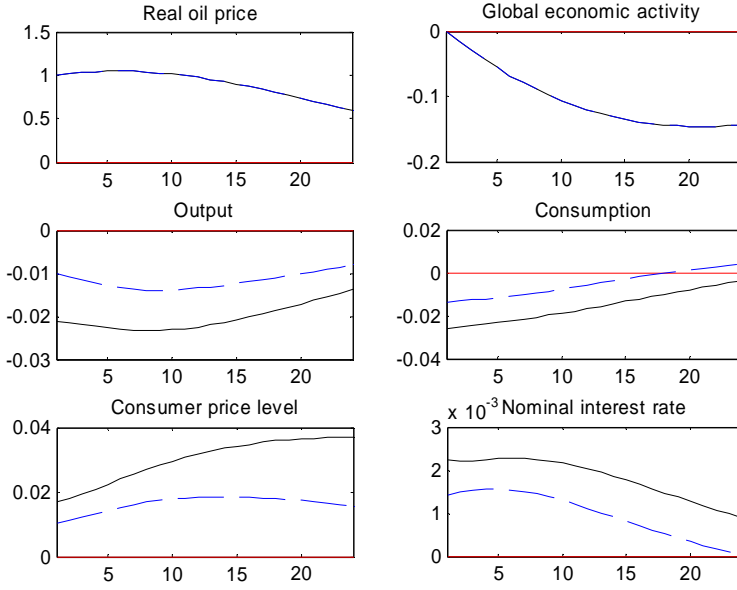 Real oil price
1.5
1
0.5
0
5 10 15 20
Global economic activity
0
-0.1
-0.2
5 10 15 20
Output
0
-0.01
-0.02
-0.03
5 10 15 20
Consumption
0.02
0
-0.02
-0.04
5 10 15 20
Consumer price level
0.04
0.02
0
5 10 15 20
x 10⁻³ Nominal interest rate
3
2
1
0
5 10 15 20